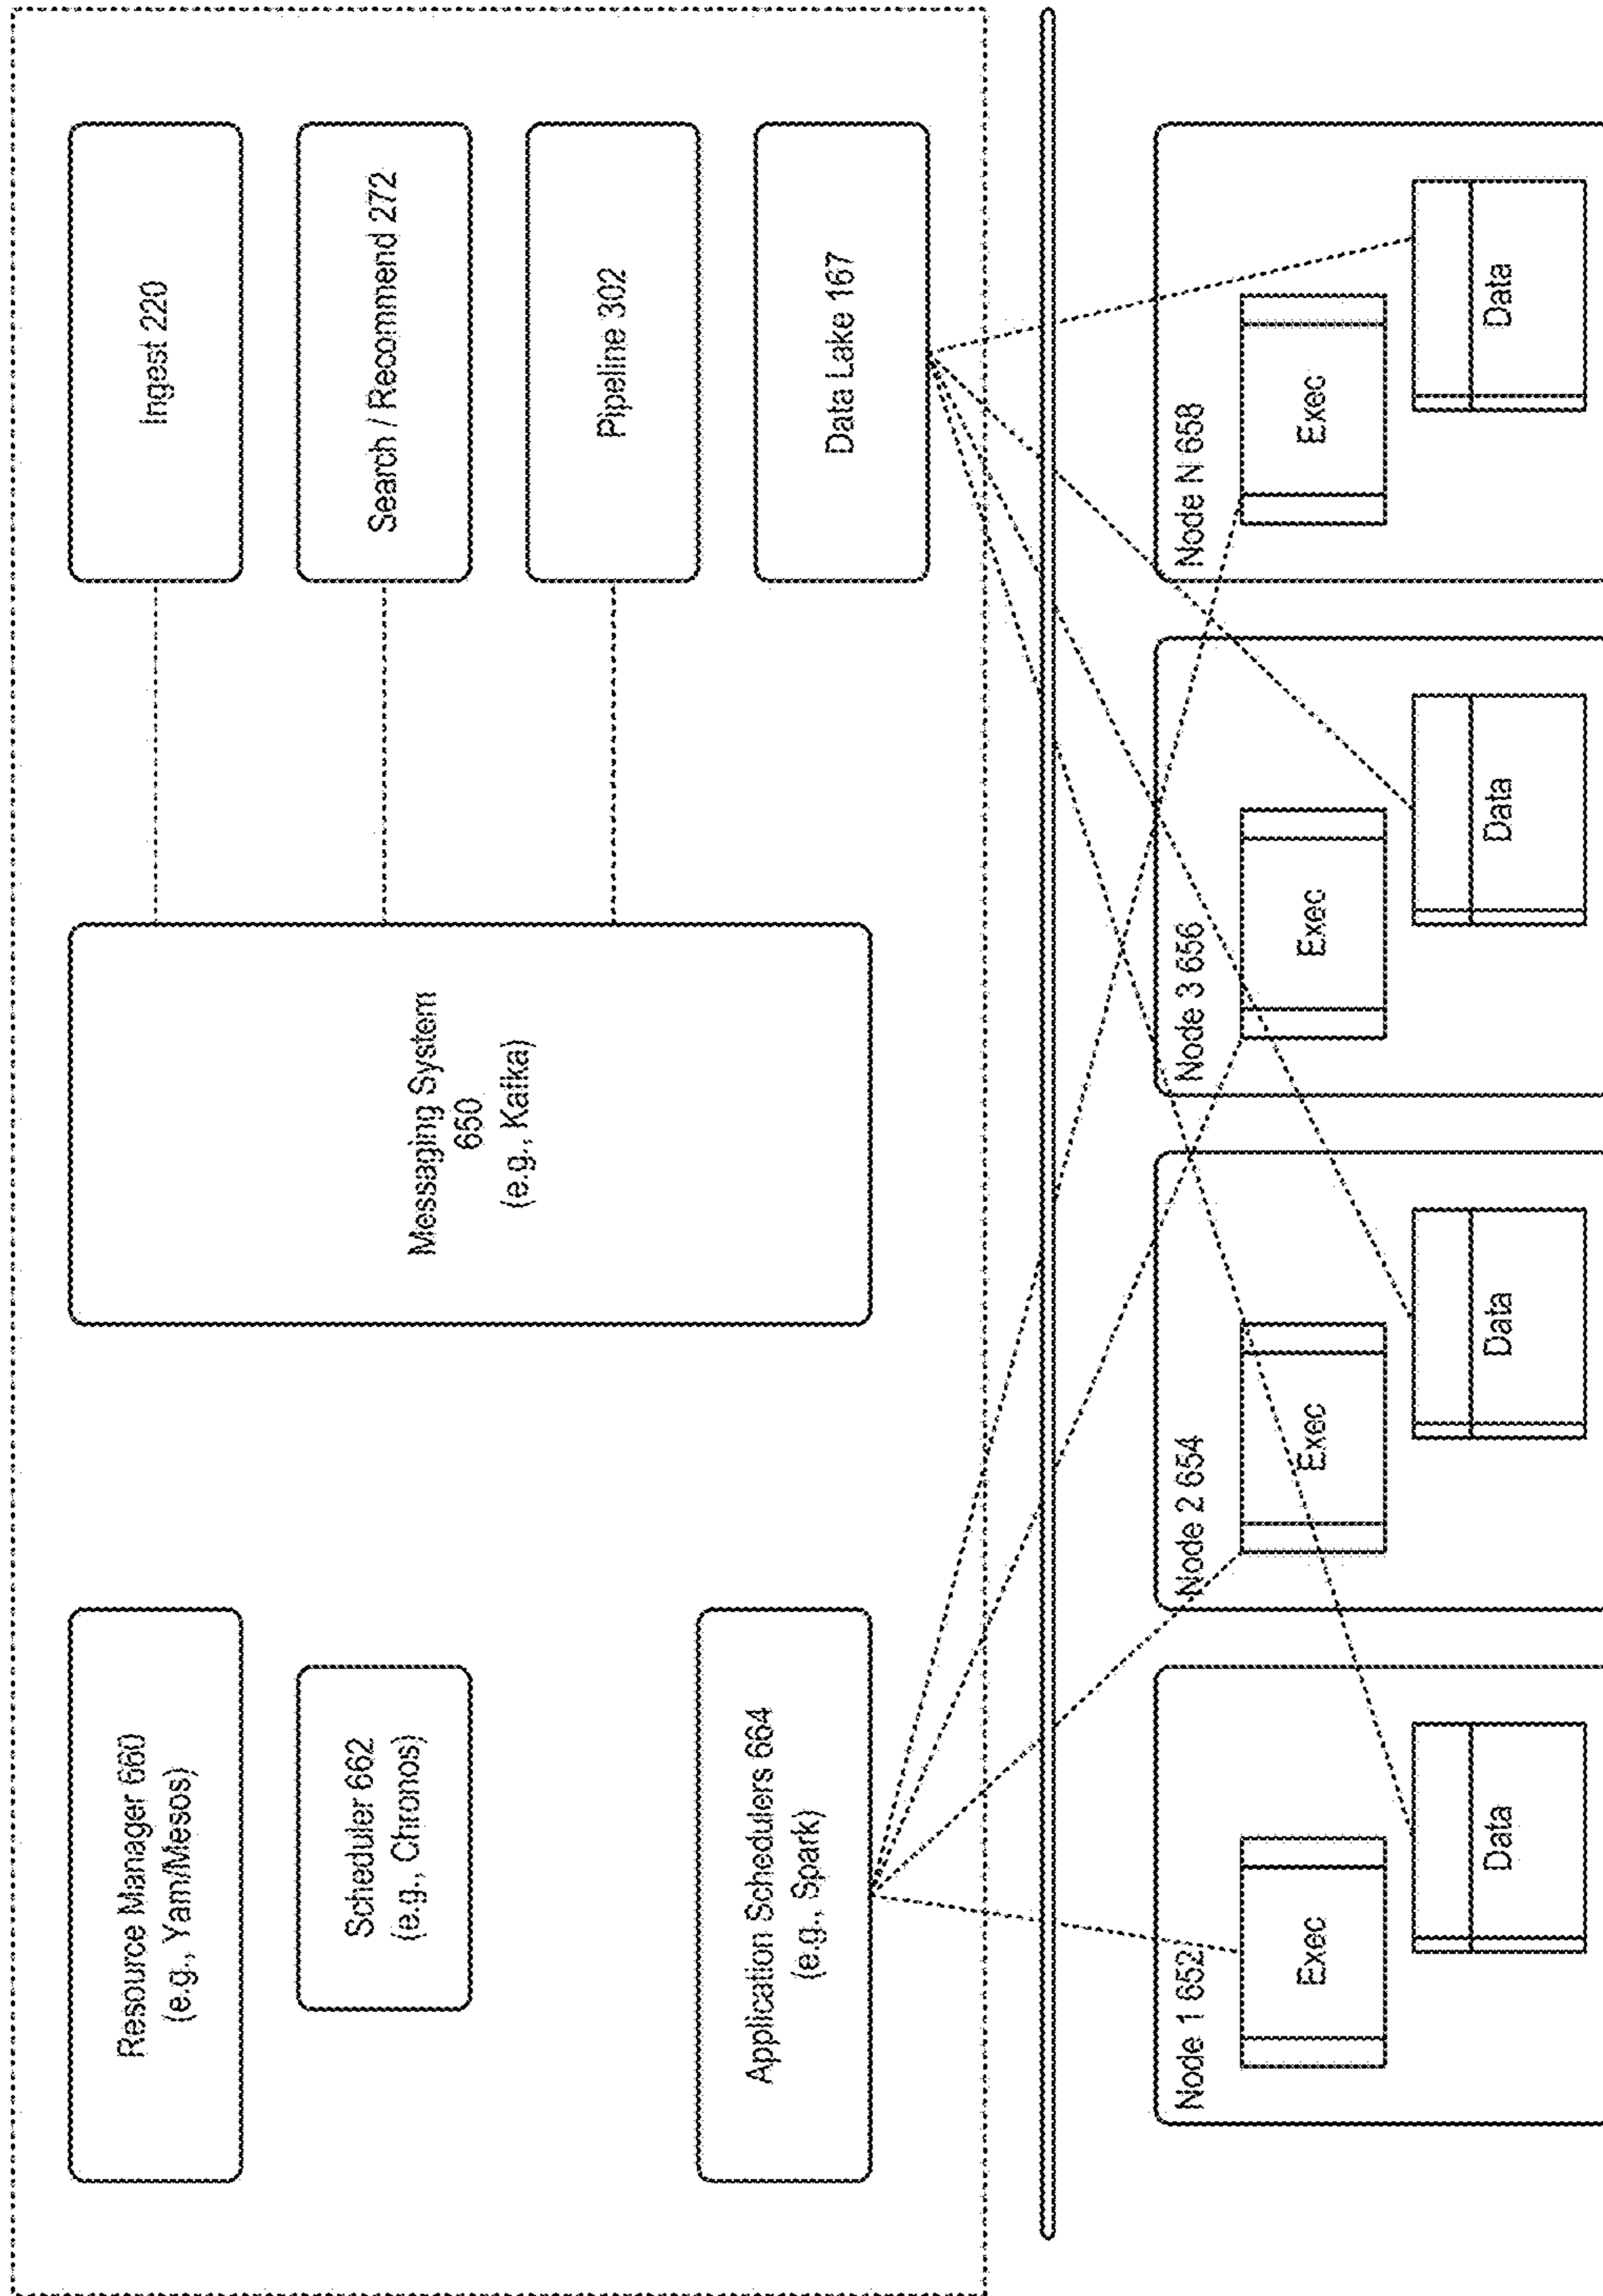 Resource Manager 660
(e.g., Yarn/Mesos)
Scheduler 662
(e.g., Chronos)
Application Schedulers 664
(e.g., Spark)
Messaging System
650
(e.g., Kafka)
Ingest 220
Search / Recommend 272
Pipeline 302
Data Lake 167
Node 1 652
Exec
Data
Node 2 654
Exec
Data
Node 3 656
Exec
Data
Node N 658
Exec
Data